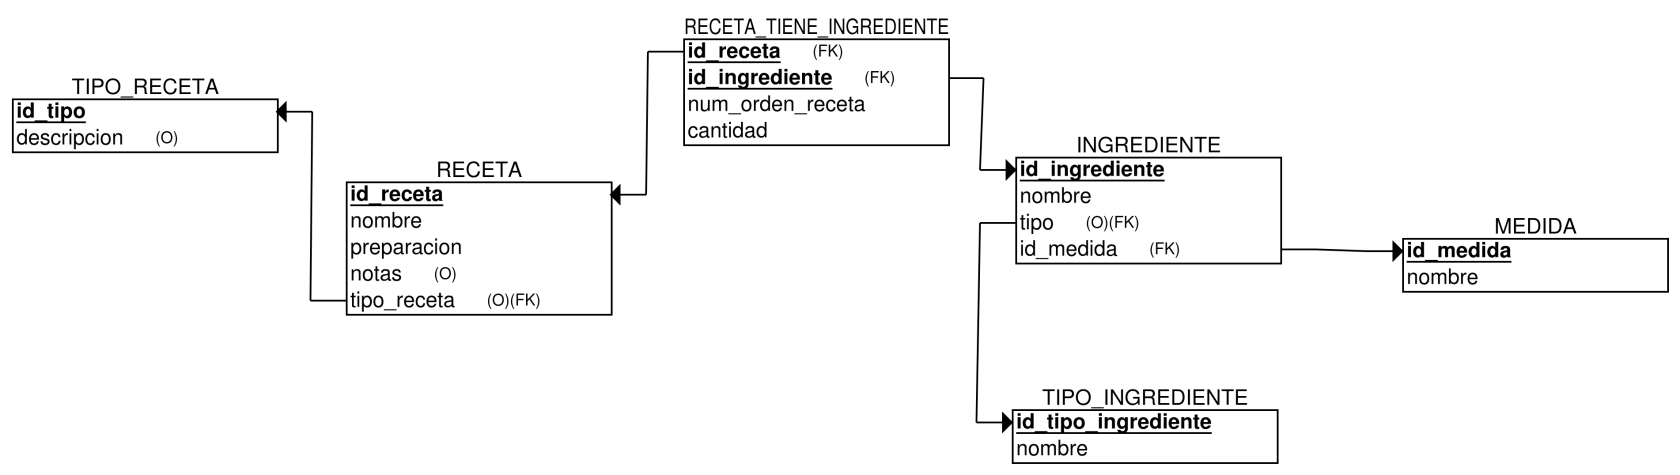 RECETA_TIENE_INGREDIENTE
id_receta (FK)
id_ingrediente (FK)
num_orden_receta
cantidad
TIPO_RECETA
id_tipo
descripcion (O)
RECETA
id_receta
nombre
preparacion
notas (O)
tipo_receta (O)(FK)
INGREDIENTE
id_ingrediente
nombre
tipo (O)(FK)
id_medida (FK)
MEDIDA
id_medida
nombre
TIPO_INGREDIENTE
id_tipo_ingrediente
nombre